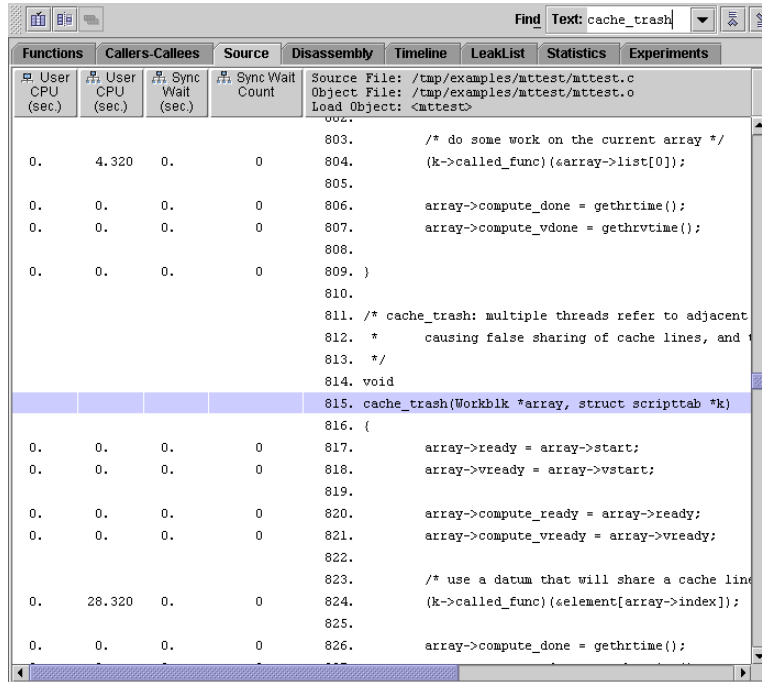 Find Text: cache_trash
Functions Callers-Callees Source Disassembly Timeline LeakList Statistics Experiments
User CPU (sec.) User CPU (sec.) Sync Wait (sec.) Sync Wait Count
Source File: /tmp/examples/mttest/mttest.c
Object File: /tmp/examples/mttest/mttest.o
Load Object: <mttest>
802.
803. /* do some work on the current array */
0. 4.320 0. 0 804. (k->called_func)(&array->list[0]);
805.
0. 0. 0. 0 806. array->compute_done = gethrtime();
0. 0. 0. 0 807. array->compute_vdone = gethrvtime();
808.
0. 0. 0. 0 809. }
810.
811. /* cache_trash: multiple threads refer to adjacent
812. * causing false sharing of cache lines, and
813. */
814. void
815. cache_trash(Workblk *array, struct scripttab *k)
816. {
0. 0. 0. 0 817. array->ready = array->start;
0. 0. 0. 0 818. array->vready = array->vstart;
819.
0. 0. 0. 0 820. array->compute_ready = array->ready;
0. 0. 0. 0 821. array->compute_vready = array->vready;
822.
823. /* use a datum that will share a cache line
0. 28.320 0. 0 824. (k->called_func)(&element[array->index]);
825.
0. 0. 0. 0 826. array->compute_done = gethrtime();